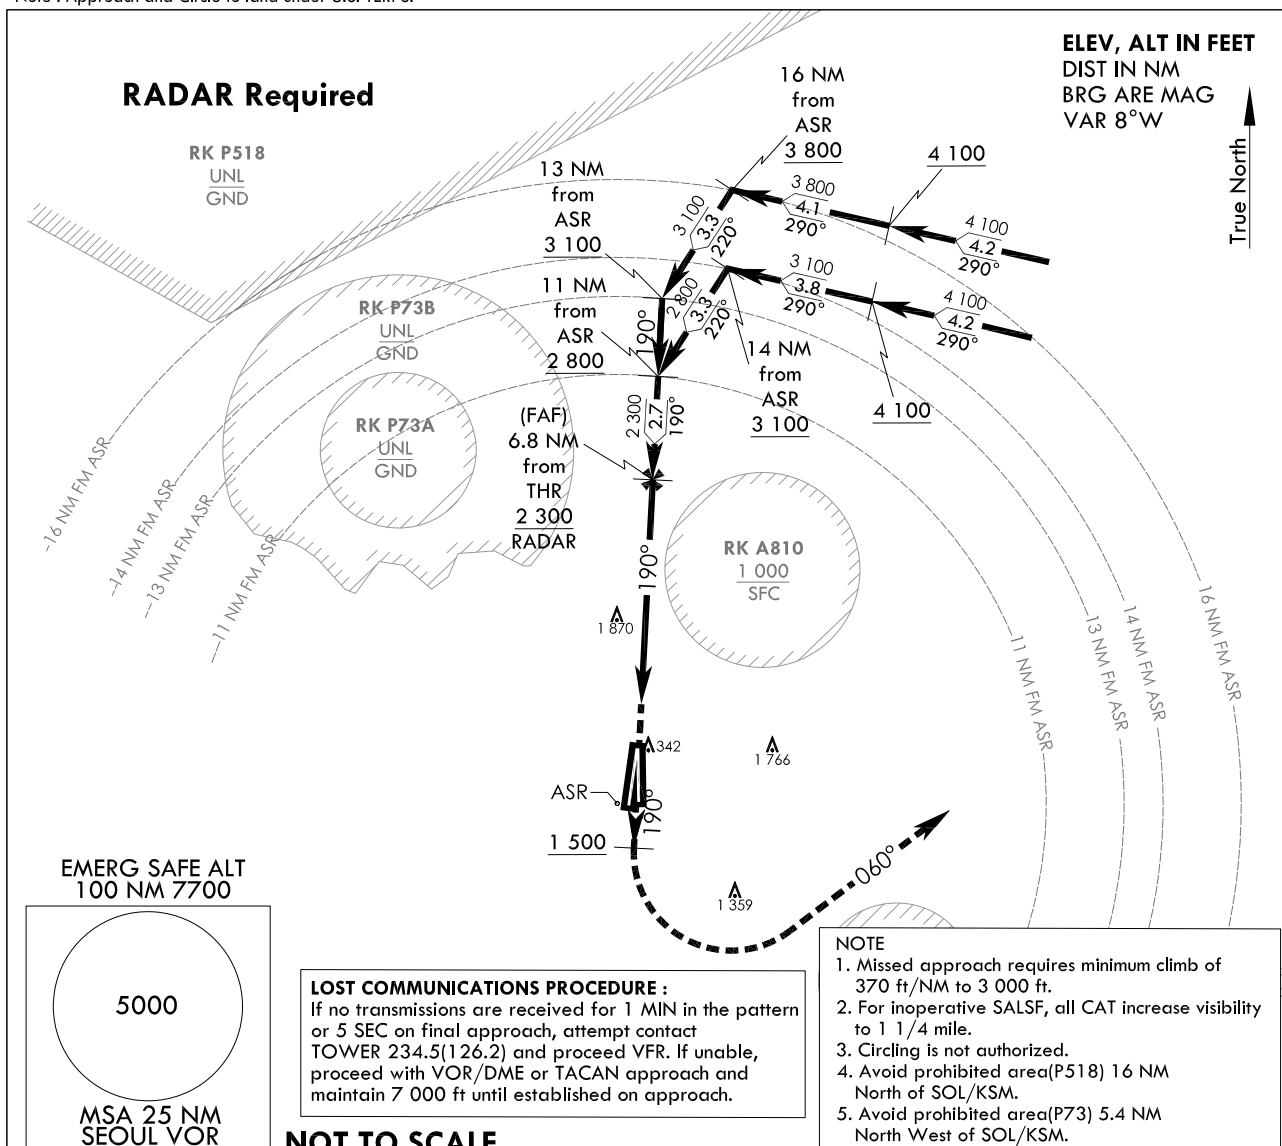 RADAR Required
ELEV, ALT IN FEET
DIST IN NM
BRG ARE MAG
VAR 8°W
True North
RK P518
UNL
GND
16 NM
from
ASR
3 800
4 100
13 NM
from
ASR
3 100
3 800
4.1
290°
4 100
4.2
290°
3 100
3.3
220°
11 NM
from
ASR
2 800
3 100
3.8
290°
4 100
4.2
290°
2 800
3.3
220°
190°
14 NM
from
ASR
3 100
4 100
RK P73B
UNL
GND
RK P73A
UNL
GND
(FAF)
6.8 NM
from
THR
2 300
RADAR
2 300
2.7
190°
RK A810
1 000
SFC
190°
16 NM FM ASR
14 NM FM ASR
13 NM FM ASR
11 NM FM ASR
11 NM FM ASR
13 NM FM ASR
14 NM FM ASR
16 NM FM ASR
1 870
342
1 766
ASR
190°
1 500
060°
1 359
EMERG SAFE ALT
100 NM 7700
5000
MSA 25 NM
SEOUL VOR
LOST COMMUNICATIONS PROCEDURE :
If no transmissions are received for 1 MIN in the pattern
or 5 SEC on final approach, attempt contact
TOWER 234.5(126.2) and proceed VFR. If unable,
proceed with VOR/DME or TACAN approach and
maintain 7 000 ft until established on approach.
NOT TO SCALE
NOTE
1. Missed approach requires minimum climb of
370 ft/NM to 3 000 ft.
2. For inoperative SALSF, all CAT increase visibility
to 1 1/4 mile.
3. Circling is not authorized.
4. Avoid prohibited area(P518) 16 NM
North of SOL/KSM.
5. Avoid prohibited area(P73) 5.4 NM
North West of SOL/KSM.